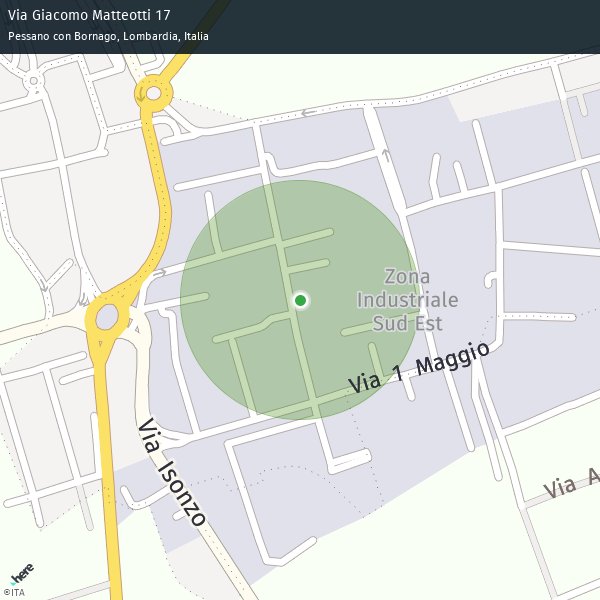 Via Giacomo Matteotti 17
Pessano con Bornago, Lombardia, Italia
Zona
Industriale
Sud Est
Via 1 Maggio
Via Isonzo
Via A
here
©ITA